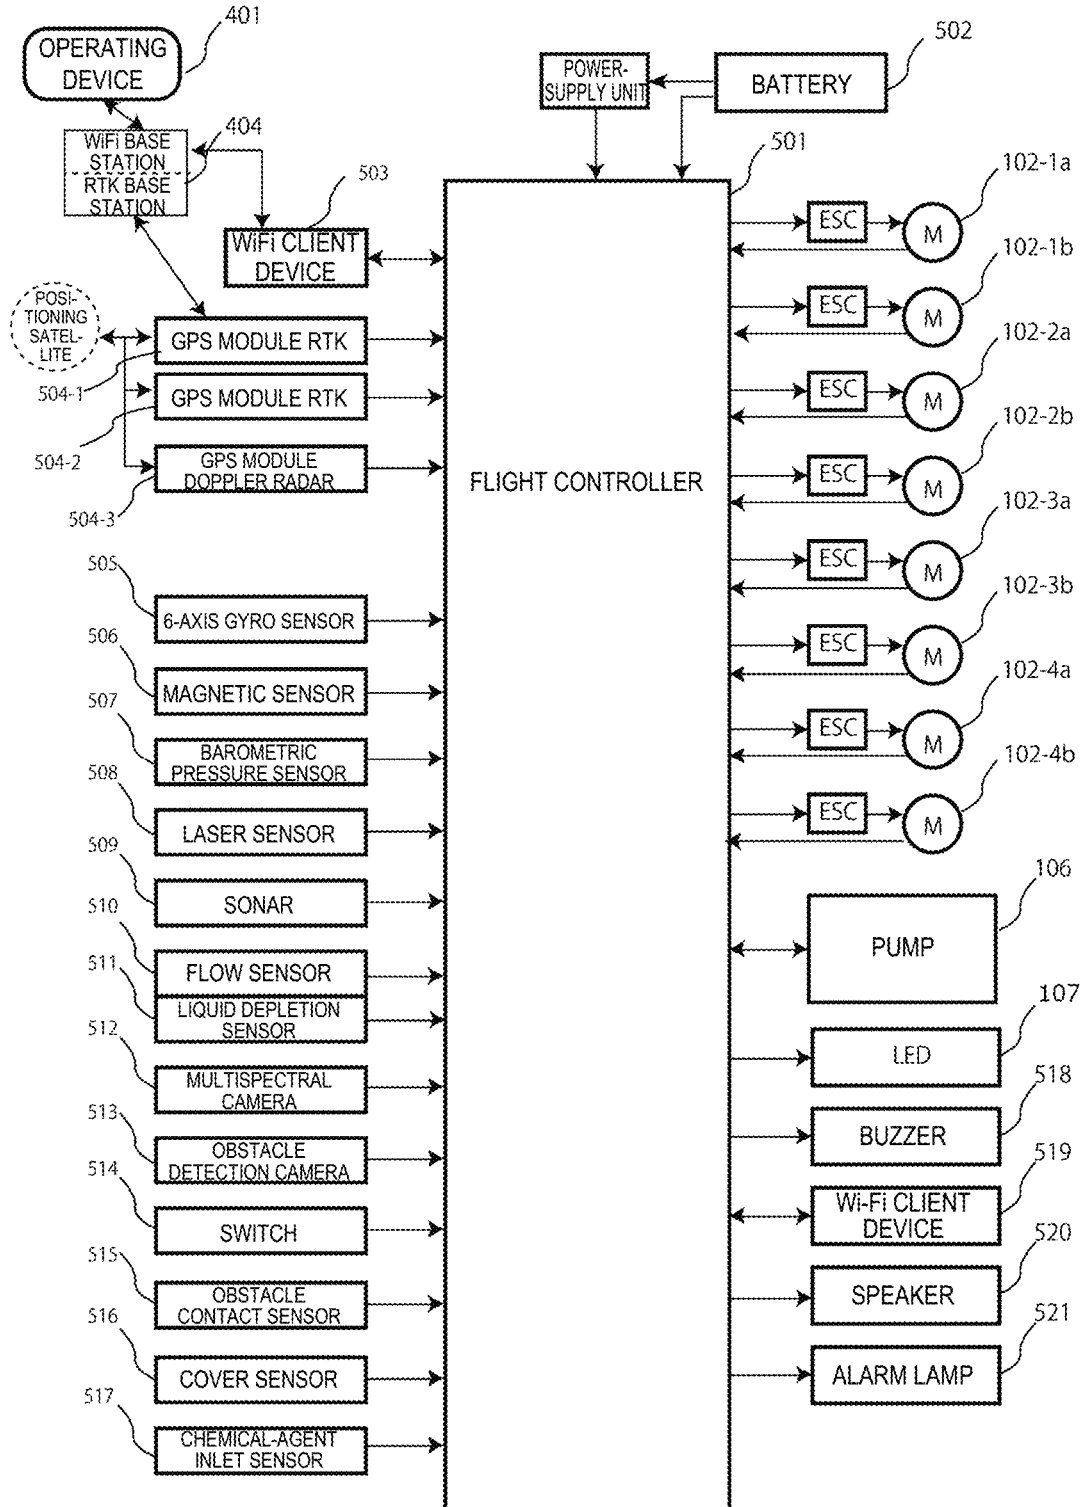 401
OPERATING
DEVICE
WiFi BASE
STATION
404
RTK BASE
STATION
503
WiFi CLIENT
DEVICE
POSI-
TIONING
SATEL-
LITE
GPS MODULE RTK
504-1
GPS MODULE RTK
504-2
GPS MODULE
DOPPLER RADAR
504-3
505
6-AXIS GYRO SENSOR
506
MAGNETIC SENSOR
507
BAROMETRIC
PRESSURE SENSOR
508
LASER SENSOR
509
SONAR
510
FLOW SENSOR
511
LIQUID DEPLETION
SENSOR
512
MULTISPECTRAL
CAMERA
513
OBSTACLE
DETECTION CAMERA
514
SWITCH
515
OBSTACLE
CONTACT SENSOR
516
COVER SENSOR
517
CHEMICAL-AGENT
INLET SENSOR
POWER-
SUPPLY UNIT
BATTERY
502
501
FLIGHT CONTROLLER
ESC
M
102-1a
ESC
M
102-1b
ESC
M
102-2a
ESC
M
102-2b
ESC
M
102-3a
ESC
M
102-3b
ESC
M
102-4a
ESC
M
102-4b
106
PUMP
107
LED
518
BUZZER
519
Wi-Fi CLIENT
DEVICE
520
SPEAKER
521
ALARM LAMP